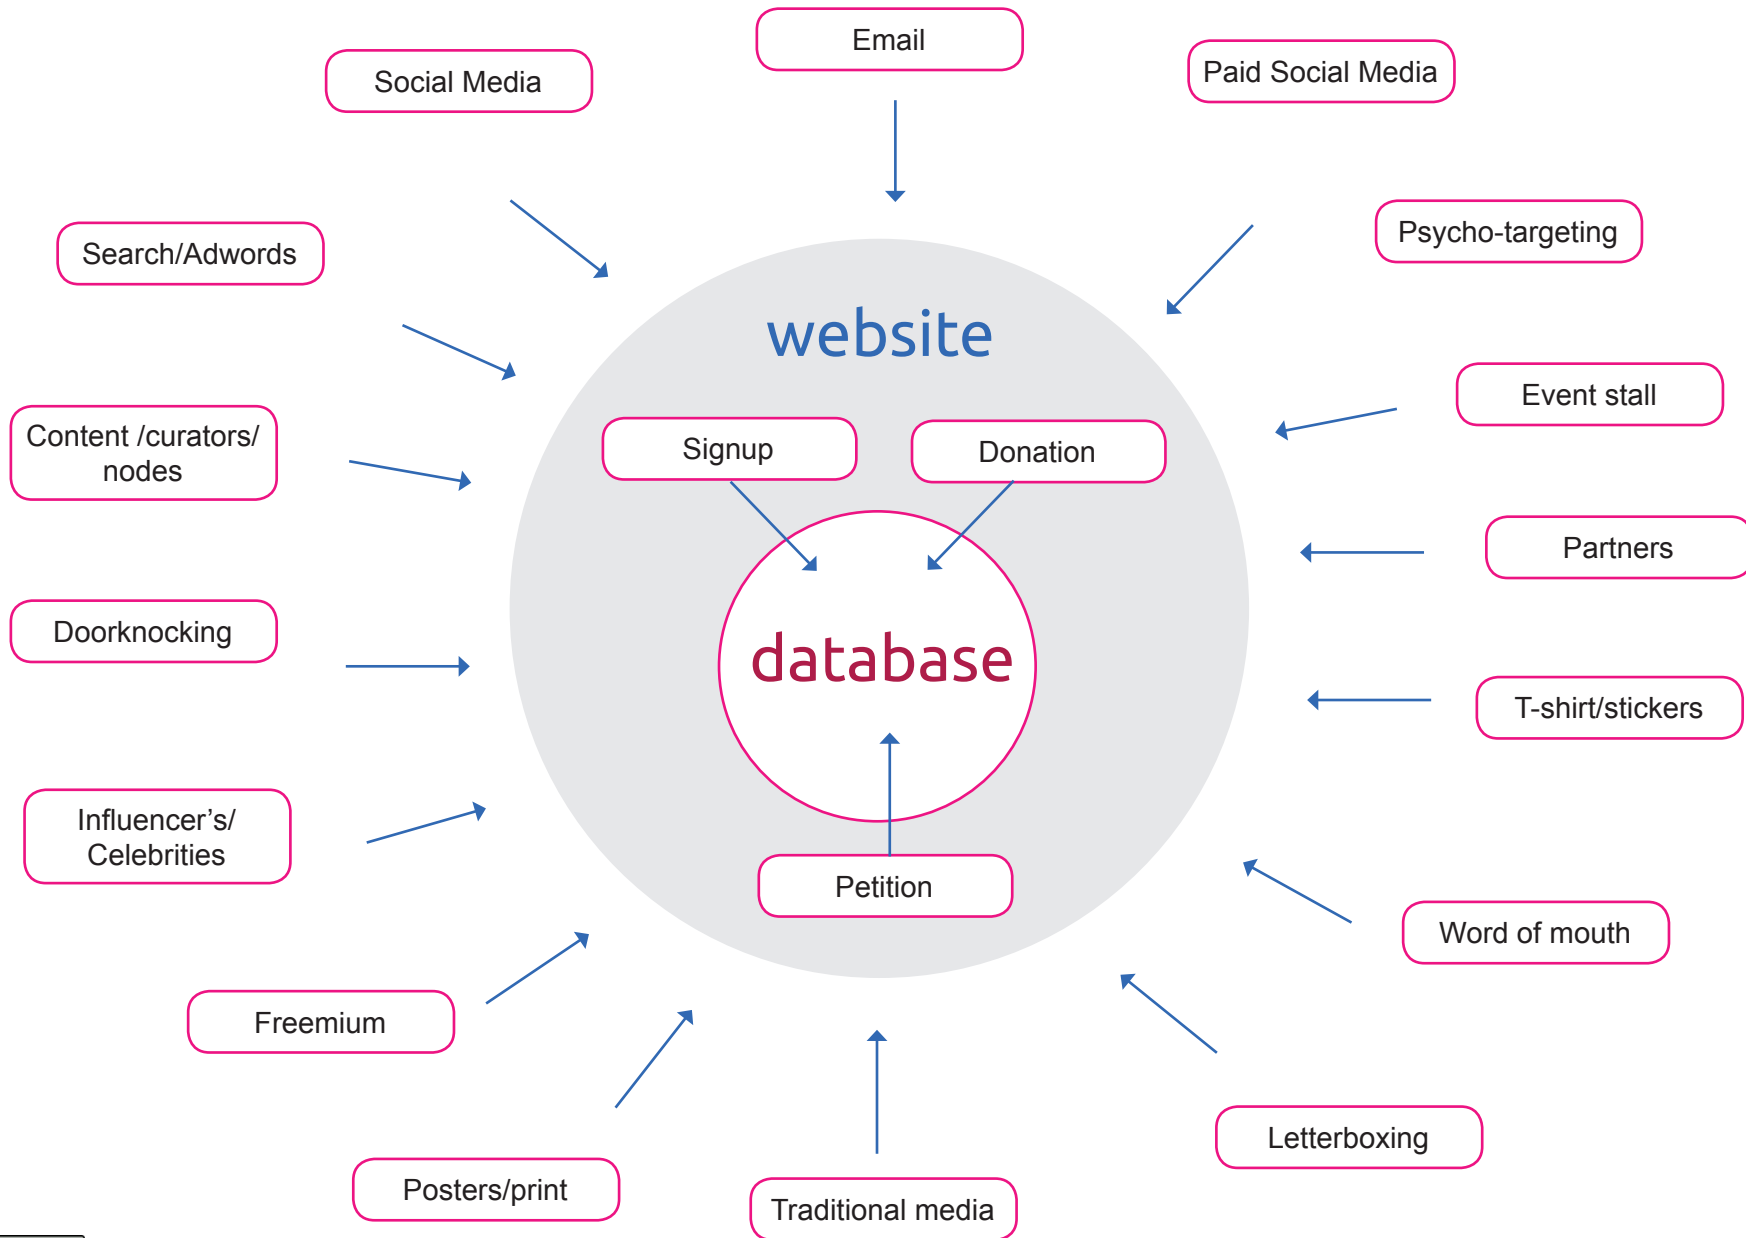 Email
Social Media
Paid Social Media
Search/Adwords
Psycho-targeting
website
Event stall
Content /curators/
nodes
Signup
Donation
Partners
Doorknocking
database
T-shirt/stickers
Influencer’s/
Celebrities
Petition
Word of mouth
Freemium
Letterboxing
Posters/print
Traditional media